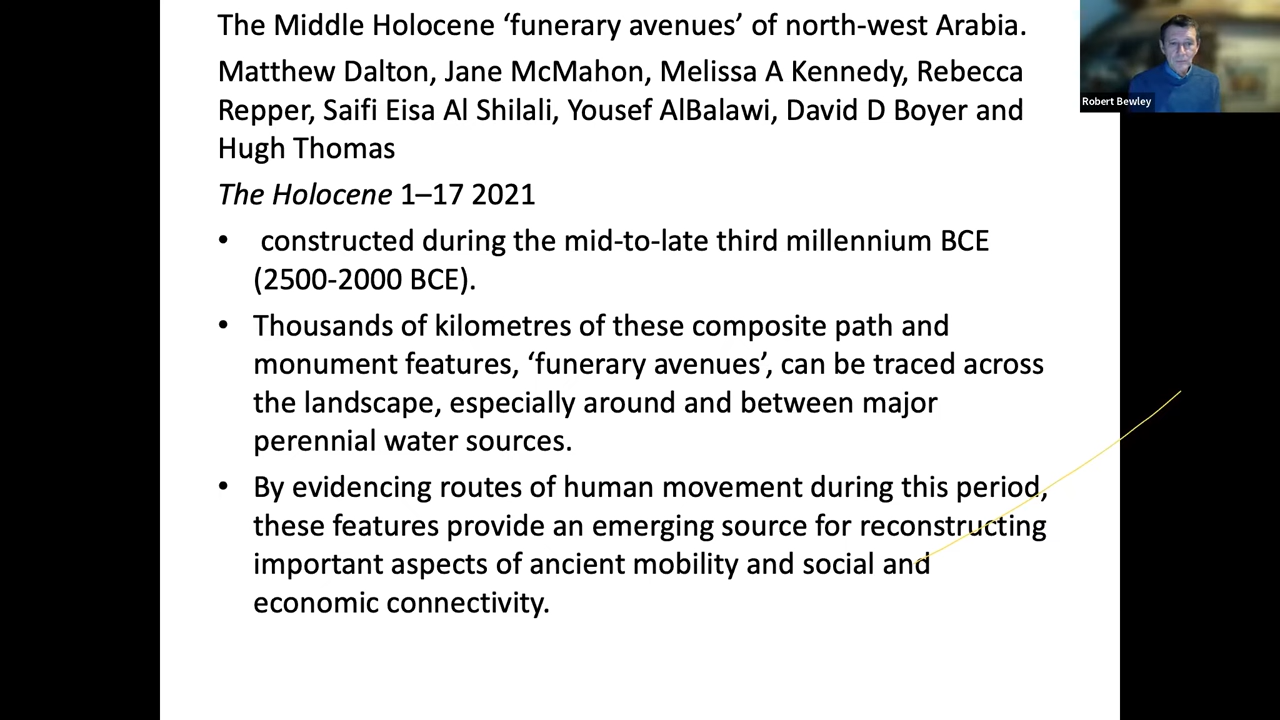 The Middle Holocene ‘funerary avenues’ of north-west Arabia.
Matthew Dalton, Jane McMahon, Melissa A Kennedy, Rebecca
Repper, Saifi Eisa Al Shilali, Yousef AlBalawi, David D Boyer and
Hugh Thomas
The Holocene 1–17 2021
• constructed during the mid-to-late third millennium BCE
(2500-2000 BCE).
• Thousands of kilometres of these composite path and
monument features, ‘funerary avenues’, can be traced across
the landscape, especially around and between major
perennial water sources.
• By evidencing routes of human movement during this period,
these features provide an emerging source for reconstructing
important aspects of ancient mobility and social and
economic connectivity.
Robert Bewley